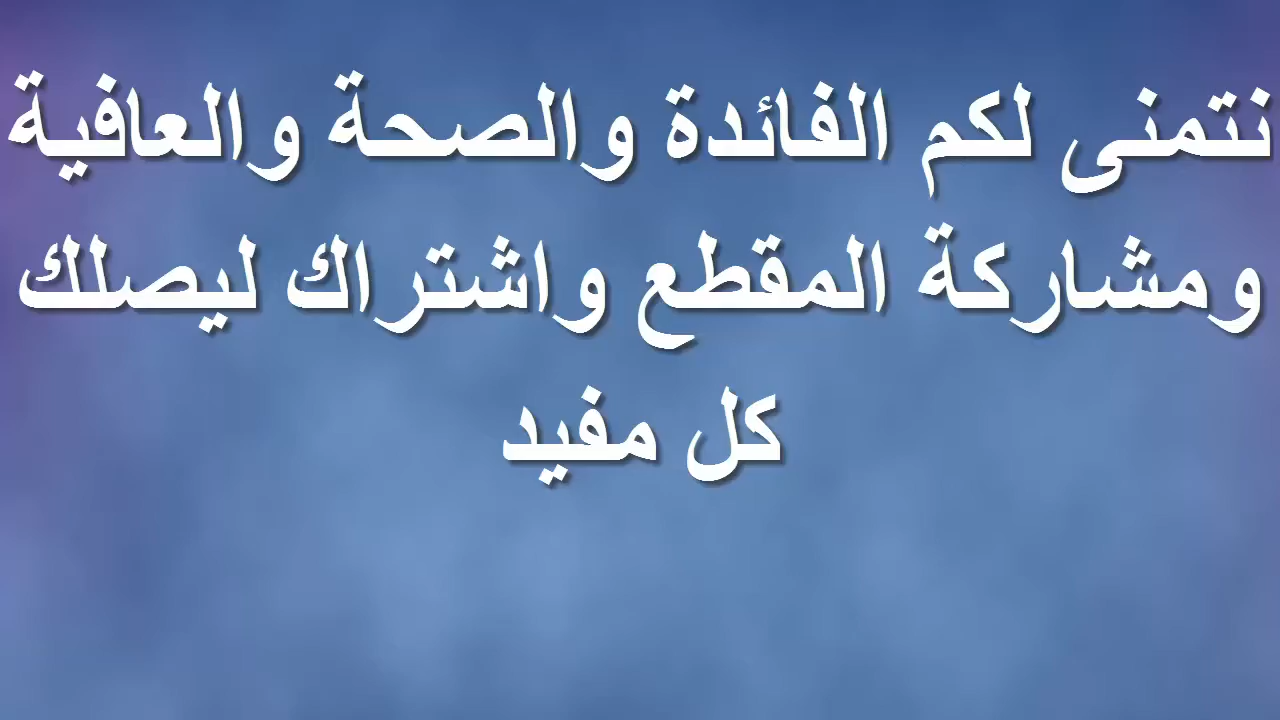 نتمنى لكم الفائدة والصحة والعافية
ومشاركة المقطع واشتراك ليصلك
كل مفيد